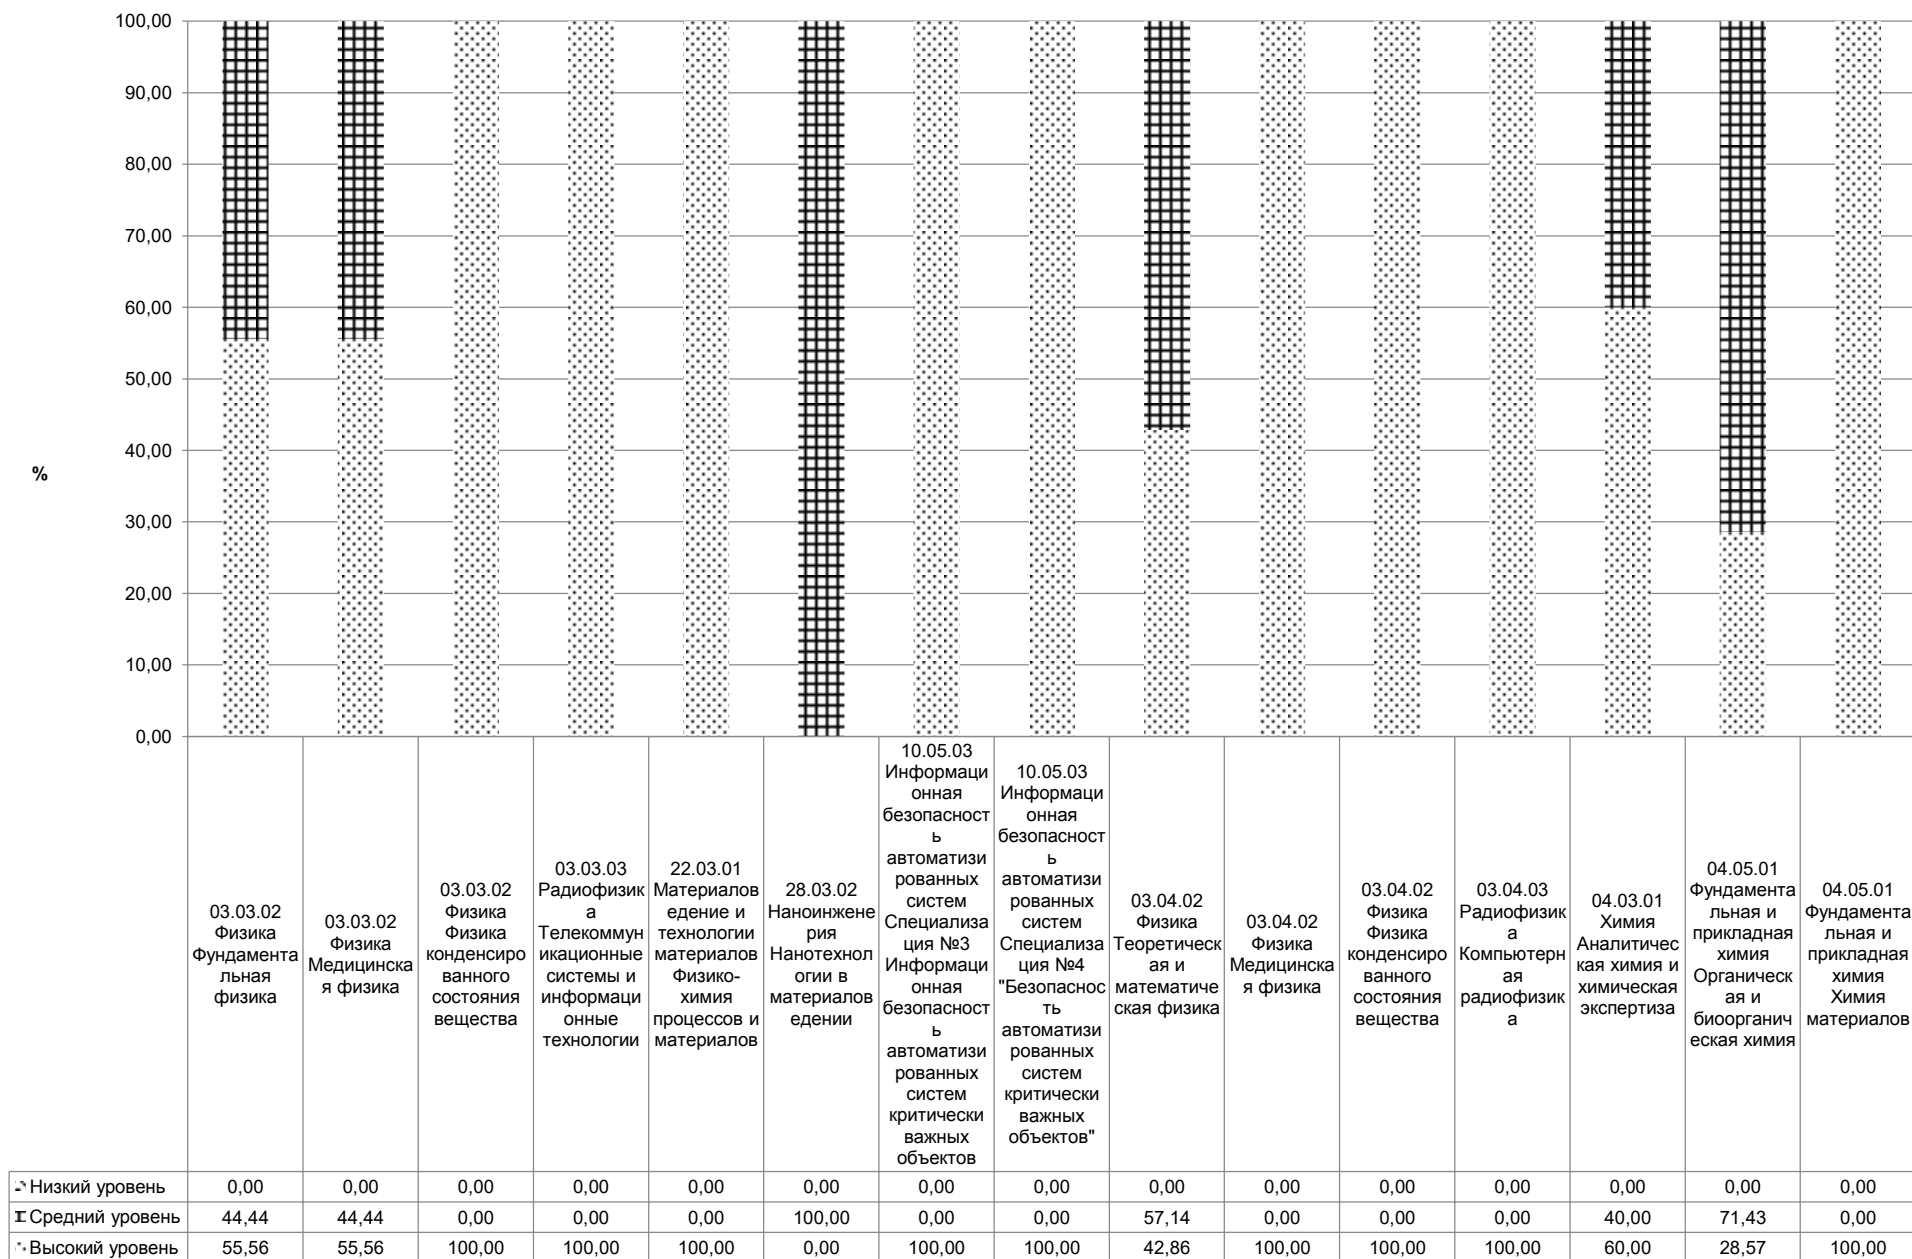 100,00
90,00
80,00
70,00
60,00
50,00
40,00
%
30,00
20,00
10,00
0,00
03.03.02
Физика
Фундамента
льная
физика
03.03.02
Физика
Медицинска
я физика
03.03.02
Физика
Физика
конденсиро
ванного
состояния
вещества
03.03.03
Радиофизик
а
Телекоммун
икационные
системы и
информаци
онные
технологии
22.03.01
Материалов
едение и
технологии
материалов
Физико-
химия
процессов и
материалов
28.03.02
Наноинжене
рия
Нанотехнол
огии в
материалов
едении
10.05.03
Информаци
онная
безопасност
ь
автоматизи
рованных
систем
Специализа
ция №3
Информаци
онная
безопасност
ь
автоматизи
рованных
систем
критически
важных
объектов
10.05.03
Информаци
онная
безопасност
ь
автоматизи
рованных
систем
Специализа
ция №4
"Безопаснос
ть
автоматизи
рованных
систем
критически
важных
объектов"
03.04.02
Физика
Теоретическ
ая и
математиче
ская физика
03.04.02
Физика
Медицинска
я физика
03.04.02
Физика
Физика
конденсиро
ванного
состояния
вещества
03.04.03
Радиофизик
а
Компьютерн
ая
радиофизик
а
04.03.01
Химия
Аналитичес
кая химия и
химическая
экспертиза
04.05.01
Фундамента
льная и
прикладная
химия
Органическ
ая и
биоорганич
еская химия
04.05.01
Фундамента
льная и
прикладная
химия
Химия
материалов
Низкий уровень 0,00 0,00 0,00 0,00 0,00 0,00 0,00 0,00 0,00 0,00 0,00 0,00 0,00 0,00 0,00
Средний уровень 44,44 44,44 0,00 0,00 0,00 100,00 0,00 0,00 57,14 0,00 0,00 0,00 40,00 71,43 0,00
Высокий уровень 55,56 55,56 100,00 100,00 100,00 0,00 100,00 100,00 42,86 100,00 100,00 100,00 60,00 28,57 100,00